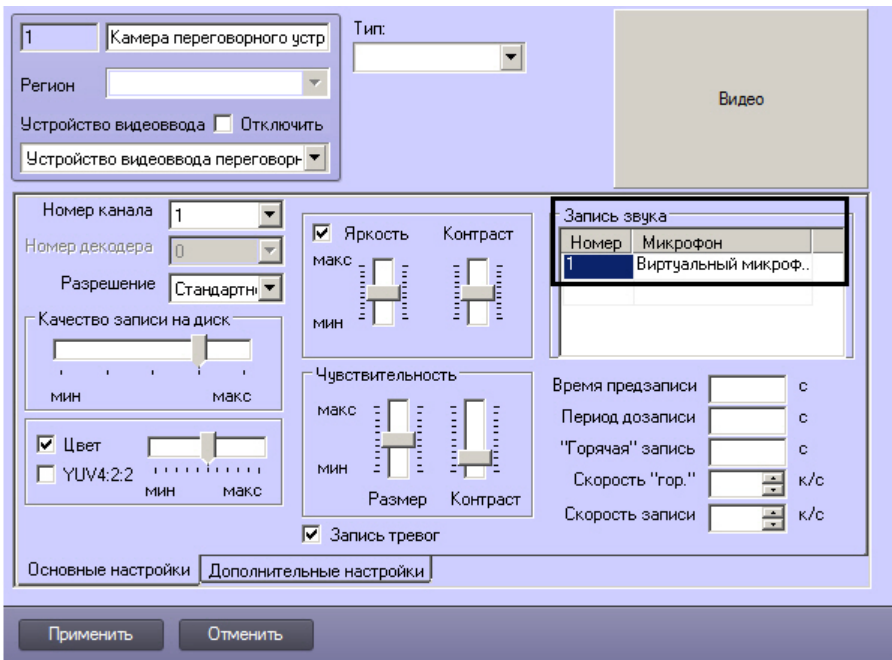 1
Камера переговорного устр
Тип:
Регион
Устройство видеоввода
Отключить
Устройство видеоввода переговорн
Видео
Номер канала
1
Номер декодера
0
Разрешение
Стандартн
Качество записи на диск
мин
макс
Цвет
YUV4:2:2
мин
макс
Яркость
Контраст
макс
мин
Чувствительность
макс
мин
Размер
Контраст
Запись тревог
Запись звука
Номер
Микрофон
1
Виртуальный микроф..
Время предзаписи
с
Период дозаписи
с
"Горячая" запись
с
Скорость "гор."
к/с
Скорость записи
к/с
Основные настройки
Дополнительные настройки
Применить
Отменить